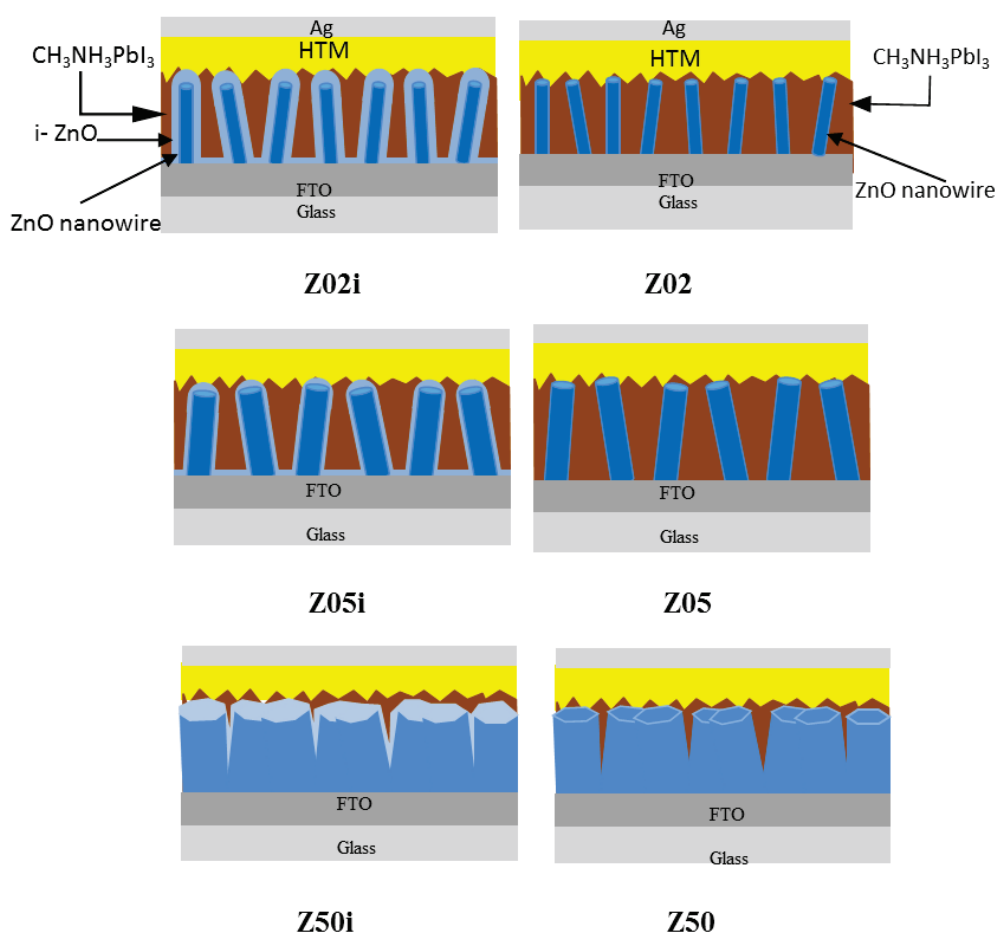 Ag
HTM
CH₃NH₃PbI₃
i- ZnO
ZnO nanowire
FTO
Glass
Z02i
Ag
HTM
CH₃NH₃PbI₃
ZnO nanowire
FTO
Glass
Z02
FTO
Glass
Z05i
FTO
Glass
Z05
FTO
Glass
Z50i
FTO
Glass
Z50